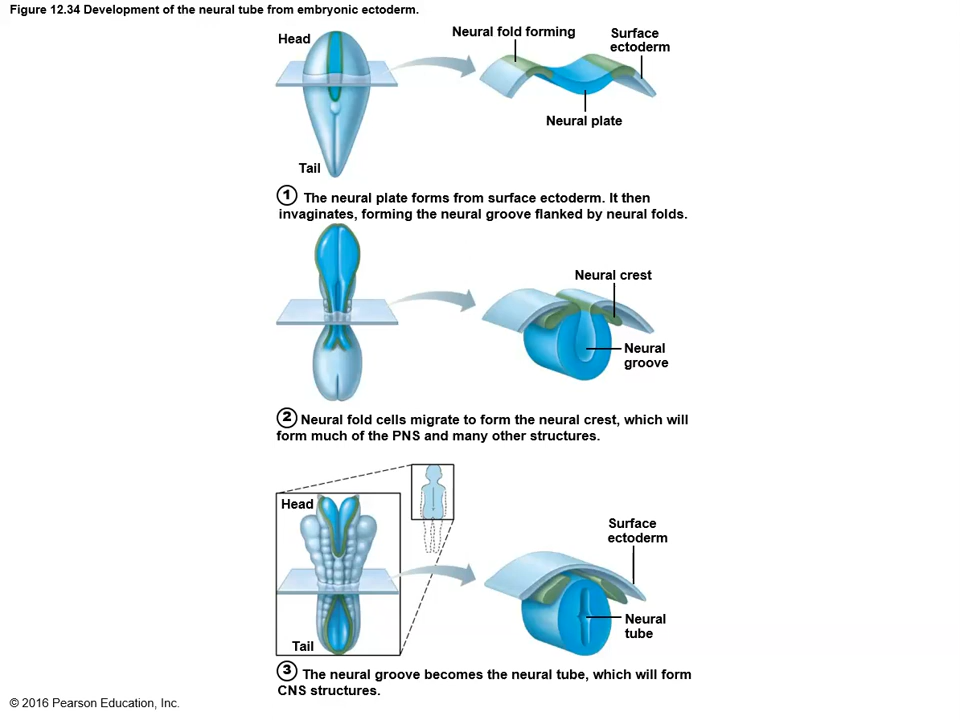 Figure 12.34 Development of the neural tube from embryonic ectoderm.
Head
Neural fold forming
Surface
ectoderm
Neural plate
Tail
1 The neural plate forms from surface ectoderm. It then
invaginates, forming the neural groove flanked by neural folds.
Neural crest
Neural
groove
2 Neural fold cells migrate to form the neural crest, which will
form much of the PNS and many other structures.
Head
Surface
ectoderm
Neural
tube
Tail
3 The neural groove becomes the neural tube, which will form
CNS structures.
© 2016 Pearson Education, Inc.